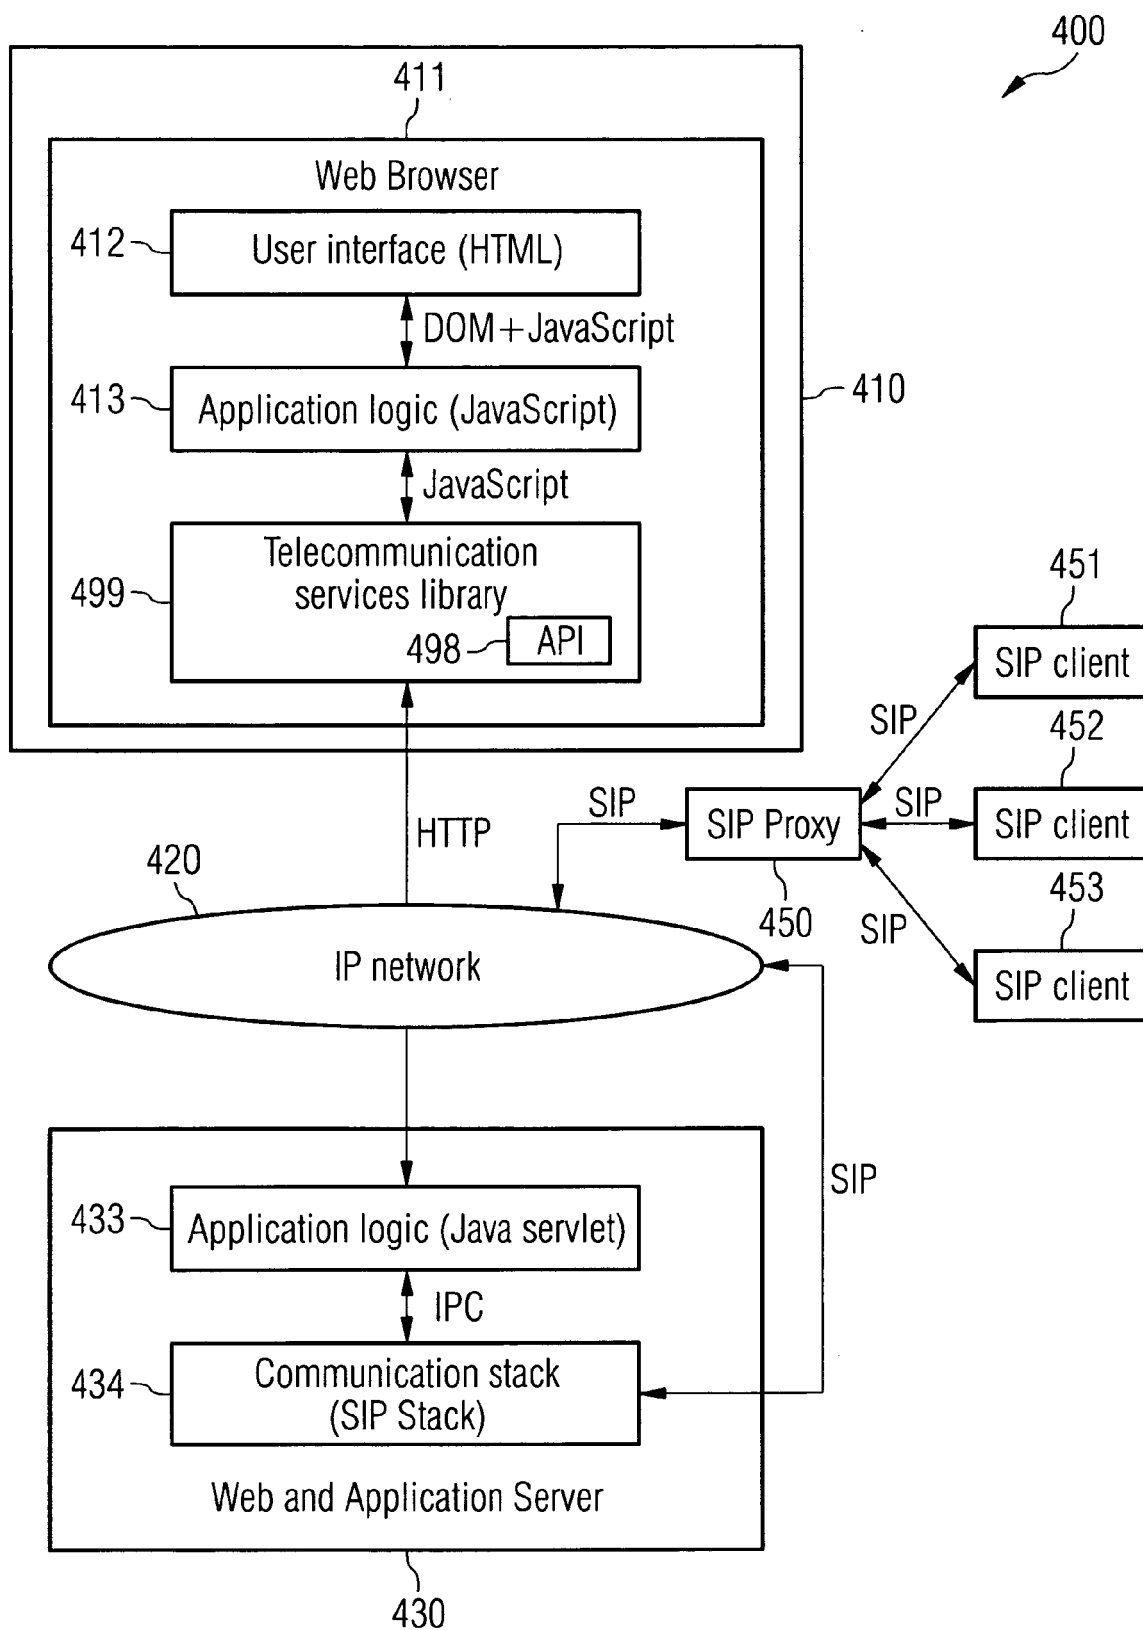 400
411
Web Browser
412
User interface (HTML)
DOM+JavaScript
413
Application logic (JavaScript)
410
JavaScript
Telecommunication
services library
499
498
API
451
SIP client
SIP
452
SIP
SIP Proxy
SIP
SIP client
HTTP
420
450
453
SIP
IP network
SIP client
SIP
433
Application logic (Java servlet)
IPC
434
Communication stack
(SIP Stack)
Web and Application Server
430